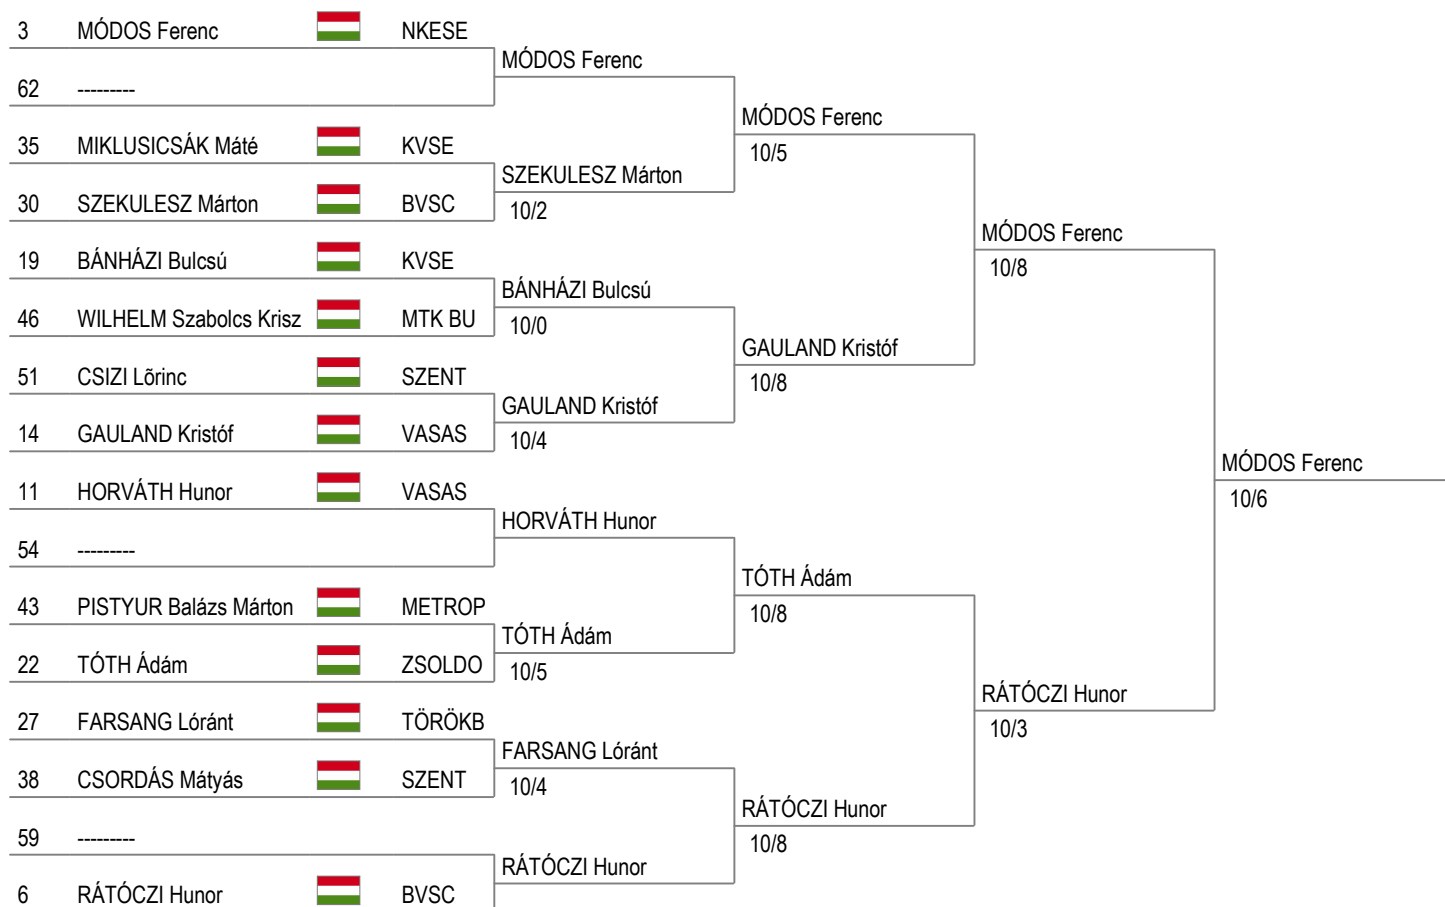 3 MÓDOS Ferenc NKESE
MÓDOS Ferenc
62 ---------
MÓDOS Ferenc
10/5
35 MIKLUSICSÁK Máté KVSE
SZEKULESZ Márton
10/2
30 SZEKULESZ Márton BVSC
MÓDOS Ferenc
10/8
19 BÁNHÁZI Bulcsú KVSE
BÁNHÁZI Bulcsú
10/0
46 WILHELM Szabolcs Krisz MTK BU
GAULAND Kristóf
10/8
51 CSIZI Lõrinc SZENT
GAULAND Kristóf
10/4
14 GAULAND Kristóf VASAS
MÓDOS Ferenc
10/6
11 HORVÁTH Hunor VASAS
HORVÁTH Hunor
54 ---------
TÓTH Ádám
10/8
43 PISTYUR Balázs Márton METROP
TÓTH Ádám
10/5
22 TÓTH Ádám ZSOLDO
RÁTÓCZI Hunor
10/3
27 FARSANG Lóránt TÖRÖKB
FARSANG Lóránt
10/4
38 CSORDÁS Mátyás SZENT
RÁTÓCZI Hunor
10/8
59 ---------
RÁTÓCZI Hunor
6 RÁTÓCZI Hunor BVSC